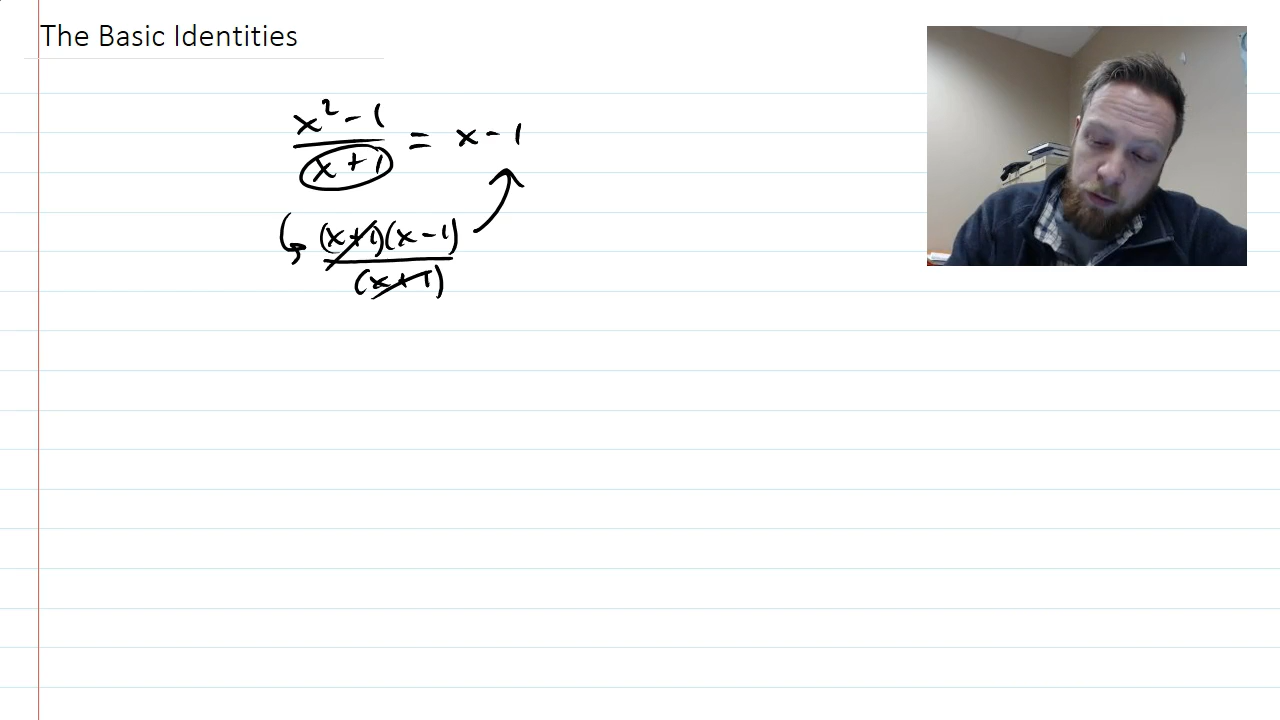 The Basic Identities
x² - 1
x + 1 = x - 1
(x+1)(x-1)
(x+1)